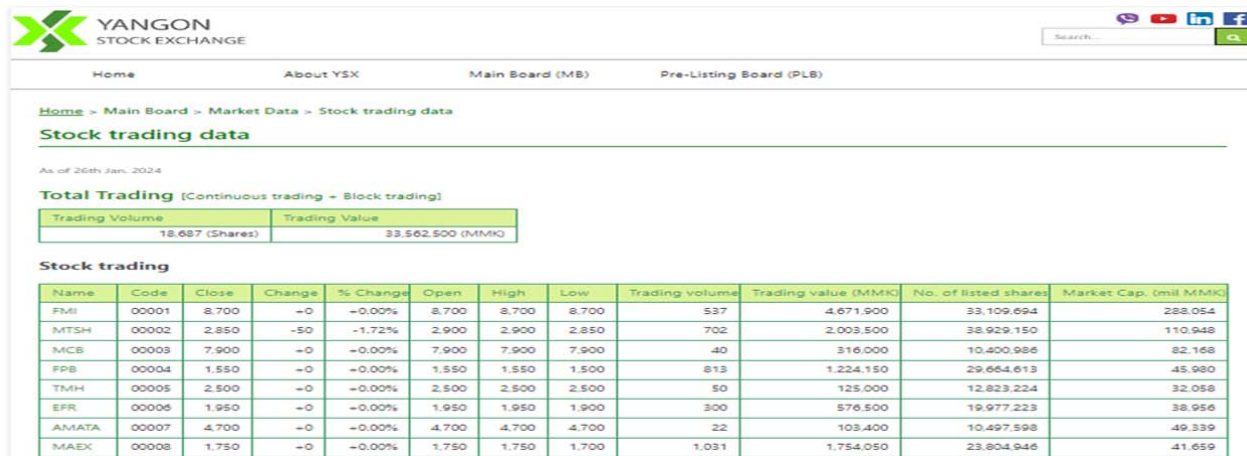 YANGON
STOCK EXCHANGE
Search...
Home About YSX Main Board (MB) Pre-Listing Board (PLB)
Home > Main Board > Market Data > Stock trading data
Stock trading data
As of 26th Jan. 2024
Total Trading [Continuous trading + Block trading]
Trading Volume Trading Value
18,687 (Shares) 33,562,500 (MMK)
Stock trading
Name Code Close Change % Change Open High Low Trading volume Trading value (MMK) No. of listed shares Market Cap. (mil MMK)
FMI 00001 8,700 +0 +0.00% 8,700 8,700 8,700 537 4,671,900 33,109,694 288,054
MTSH 00002 2,850 -50 -1.72% 2,900 2,900 2,850 702 2,003,500 38,929,150 110,948
MCB 00003 7,900 +0 +0.00% 7,900 7,900 7,900 40 316,000 10,400,986 82,168
FPB 00004 1,550 +0 +0.00% 1,550 1,550 1,500 813 1,224,150 29,664,613 45,980
TMH 00005 2,500 +0 +0.00% 2,500 2,500 2,500 50 125,000 12,823,224 32,058
EFR 00006 1,950 +0 +0.00% 1,950 1,950 1,900 300 576,500 19,977,223 38,956
AMATA 00007 4,700 +0 +0.00% 4,700 4,700 4,700 22 103,400 10,497,598 49,339
MAEX 00008 1,750 +0 +0.00% 1,750 1,750 1,700 1,031 1,754,050 23,804,946 41,659